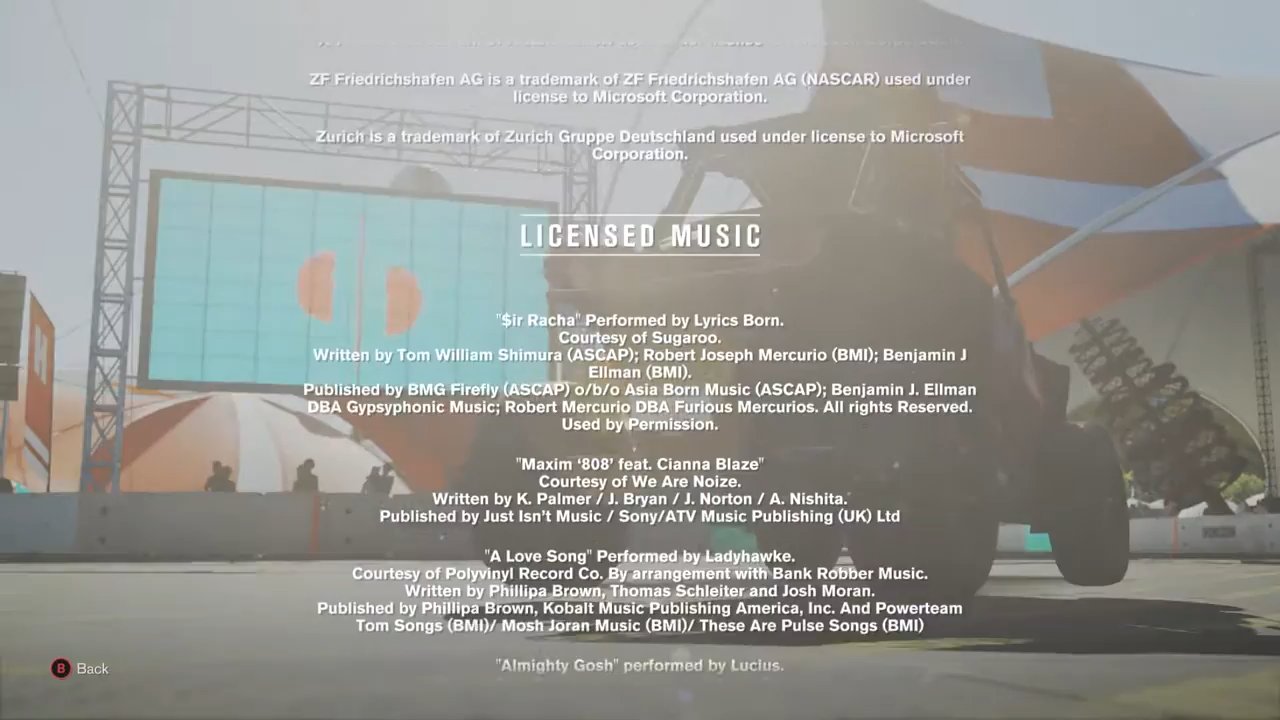 ZF Friedrichshafen AG is a trademark of ZF Friedrichshafen AG (NASCAR) used under
license to Microsoft Corporation.
Zurich is a trademark of Zurich Gruppe Deutschland used under license to Microsoft
Corporation.
LICENSED MUSIC
"$ir Racha" Performed by Lyrics Born.
Courtesy of Sugaroo.
Written by Tom William Shimura (ASCAP); Robert Joseph Mercurio (BMI); Benjamin J
Ellman (BMI).
Published by BMG Firefly (ASCAP) o/b/o Asia Born Music (ASCAP); Benjamin J. Ellman
DBA Gypsyphonic Music; Robert Mercurio DBA Furious Mercurios. All rights Reserved.
Used by Permission.
"Maxim ‘808’ feat. Cianna Blaze"
Courtesy of We Are Noize.
Written by K. Palmer / J. Bryan / J. Norton / A. Nishita.
Published by Just Isn’t Music / Sony/ATV Music Publishing (UK) Ltd
"A Love Song" Performed by Ladyhawke.
Courtesy of Polyvinyl Record Co. By arrangement with Bank Robber Music.
Written by Phillipa Brown, Thomas Schleiter and Josh Moran.
Published by Phillipa Brown, Kobalt Music Publishing America, Inc. And Powerteam
Tom Songs (BMI)/ Mosh Joran Music (BMI)/ These Are Pulse Songs (BMI)
"Almighty Gosh" performed by Lucius.
B Back